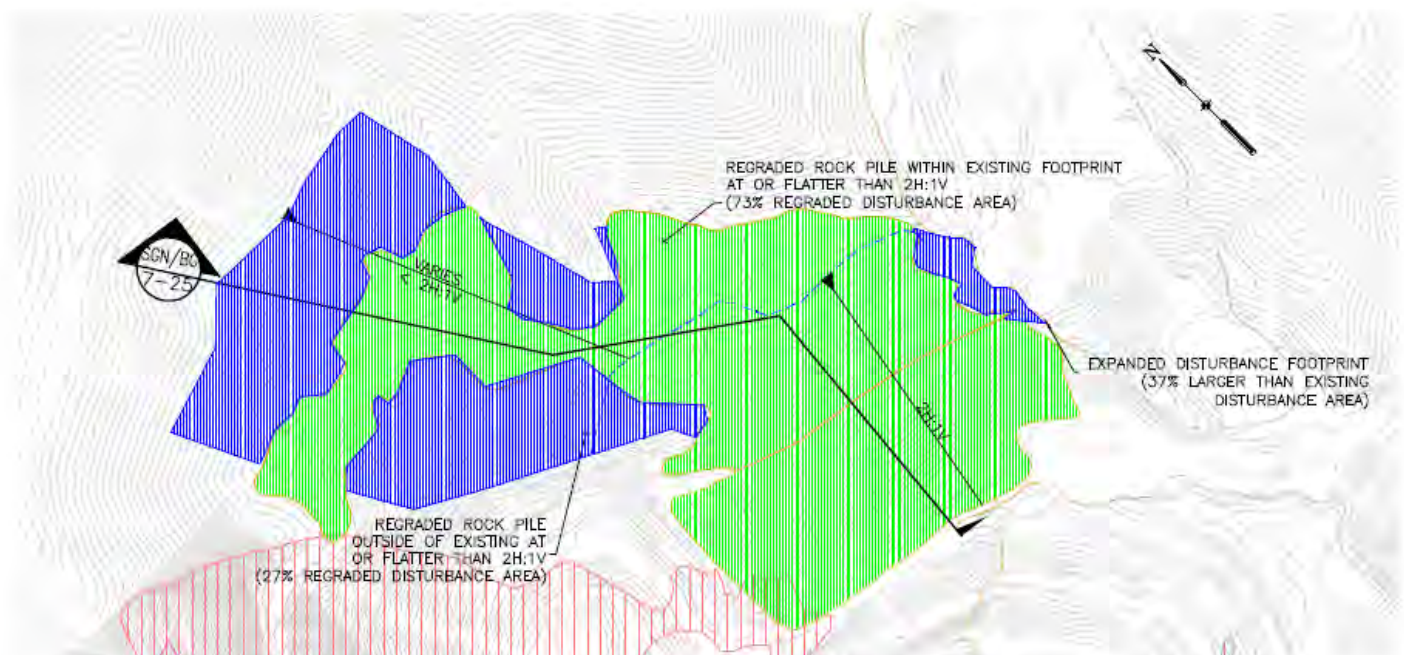 N
REGRADED ROCK PILE WITHIN EXISTING FOOTPRINT
AT OR FLATTER THAN 2H:1V
(73% REGRADED DISTURBANCE AREA)
SGN/BG
7-25
VARIES
< 2H:1V
EXPANDED DISTURBANCE FOOTPRINT
(37% LARGER THAN EXISTING
DISTURBANCE AREA)
2H:1V
REGRADED ROCK PILE
OUTSIDE OF EXISTING AT
OR FLATTER THAN 2H:1V
(27% REGRADED DISTURBANCE AREA)